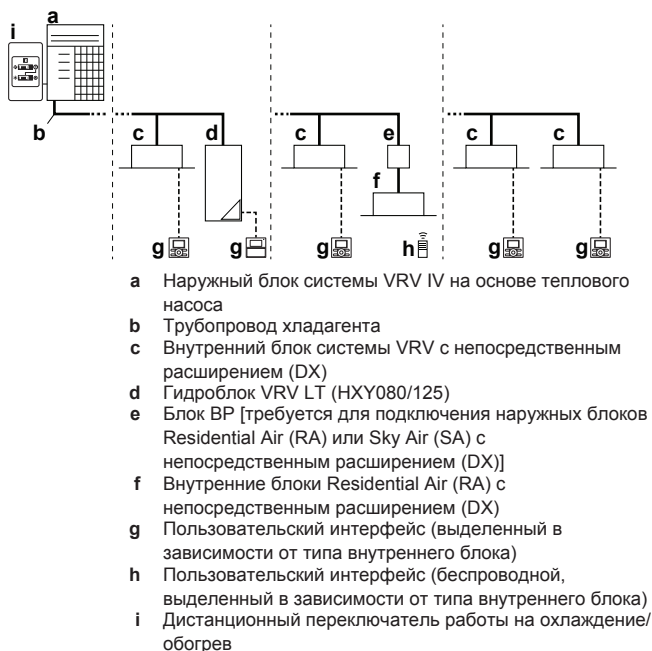 i a
b c d c e c c
f
g g g h g g
a Наружный блок системы VRV IV на основе теплового
насоса
b Трубопровод хладагента
c Внутренний блок системы VRV с непосредственным
расширением (DX)
d Гидроблок VRV LT (HXY080/125)
e Блок BP [требуется для подключения наружных блоков
Residential Air (RA) или Sky Air (SA) с
непосредственным расширением (DX)]
f Внутренние блоки Residential Air (RA) с
непосредственным расширением (DX)
g Пользовательский интерфейс (выделенный в
зависимости от типа внутреннего блока)
h Пользовательский интерфейс (беспроводной,
выделенный в зависимости от типа внутреннего блока)
i Дистанционный переключатель работы на охлаждение/
обогрев